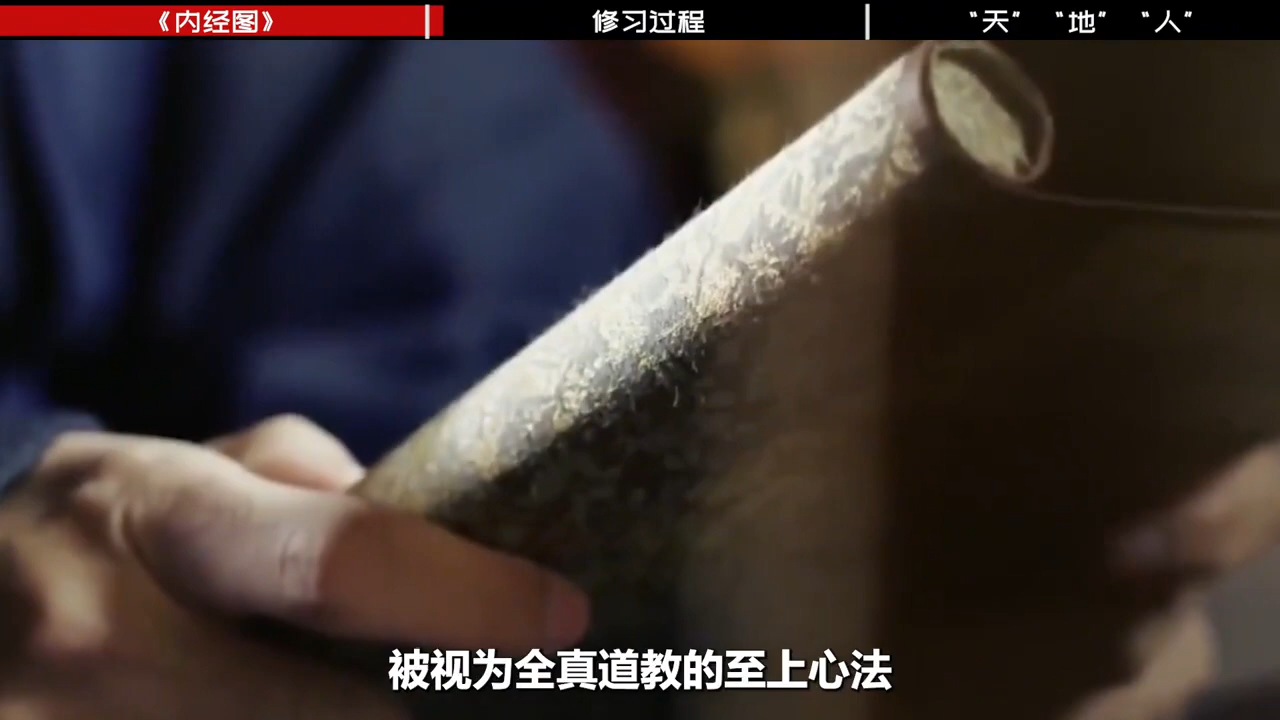 《内经图》
修习过程
“天” “地” “人”
被视为全真道教的至上心法